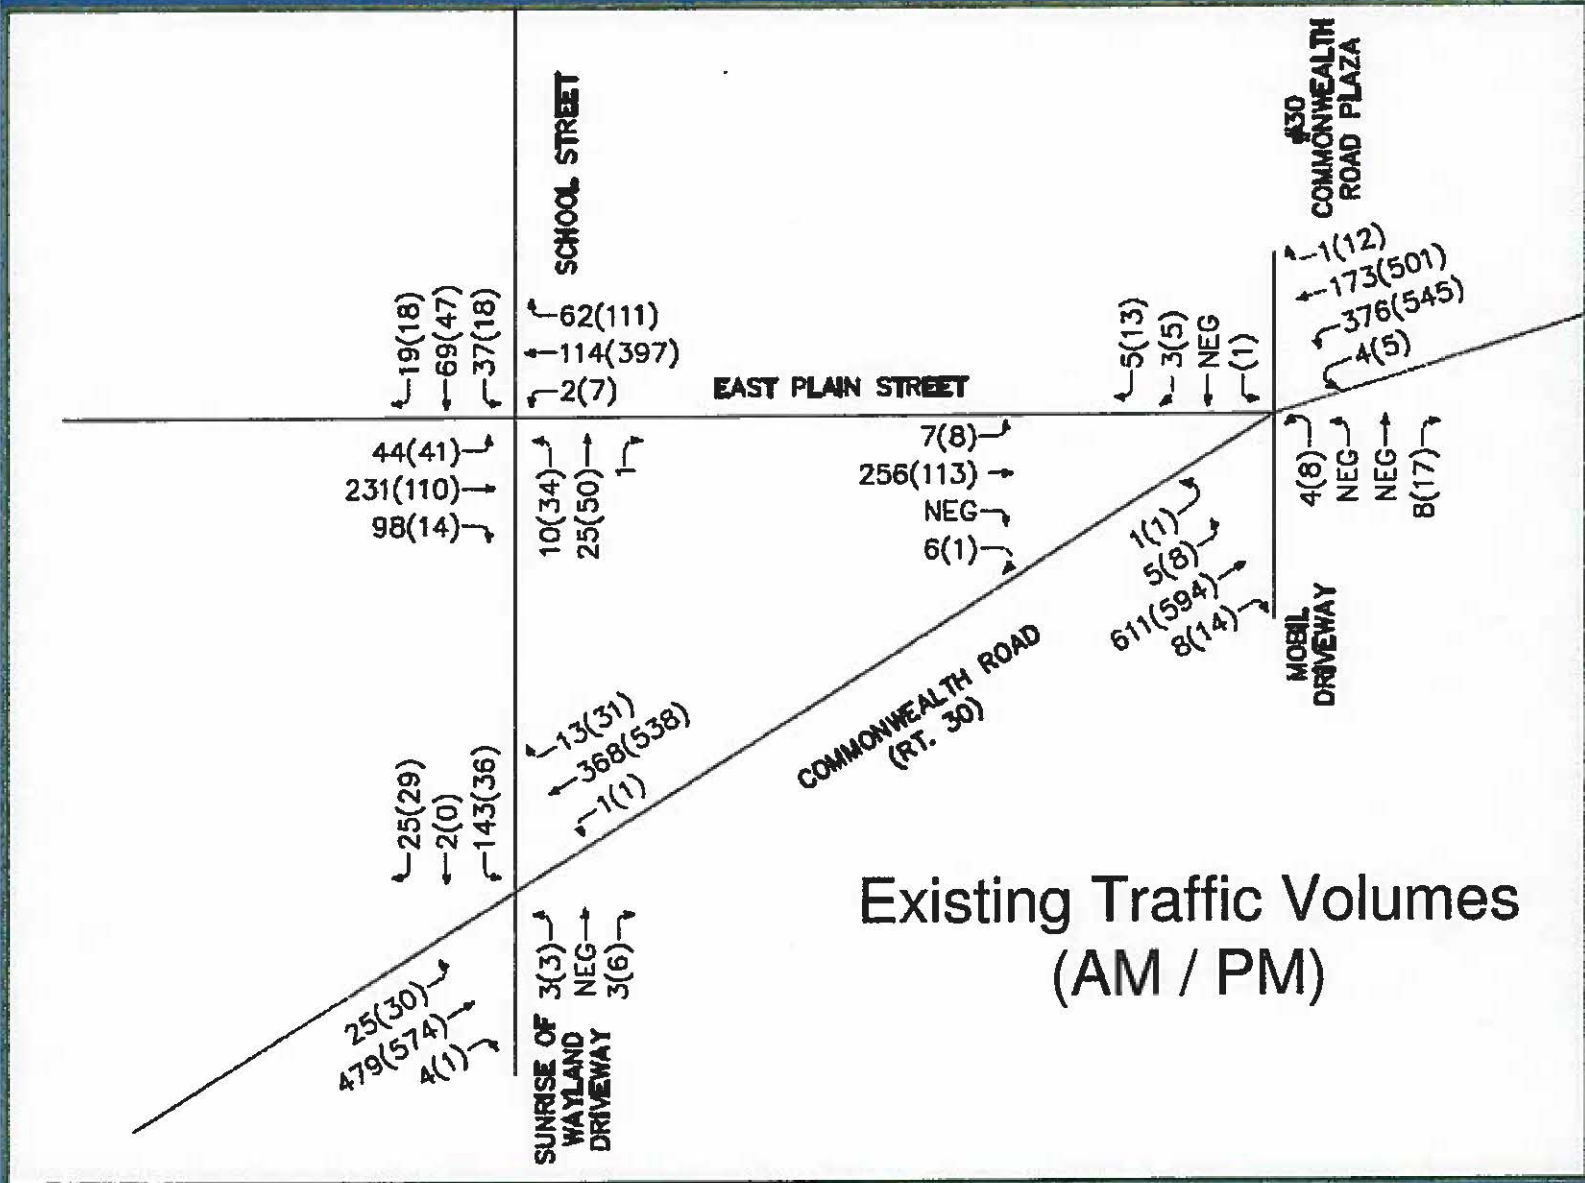 SCHOOL STREET
#30
COMMONWEALTH
ROAD PLAZA
19(18)
69(47)
37(18)
62(111)
114(397)
2(7)
EAST PLAIN STREET
5(13)
3(5)
NEG
(1)
1(12)
173(501)
376(545)
4(5)
44(41)
231(110)
98(14)
10(34)
25(50)
1
7(8)
256(113)
NEG
6(1)
1(1)
5(8)
611(594)
8(14)
4(8)
NEG
NEG
8(17)
MOBIL
DRIVEWAY
COMMONWEALTH ROAD
(RT. 30)
25(29)
2(0)
143(36)
13(31)
368(538)
1(1)
25(30)
479(574)
4(1)
3(3)
NEG
3(6)
SUNRISE OF
WAYLAND
DRIVEWAY
Existing Traffic Volumes
(AM / PM)